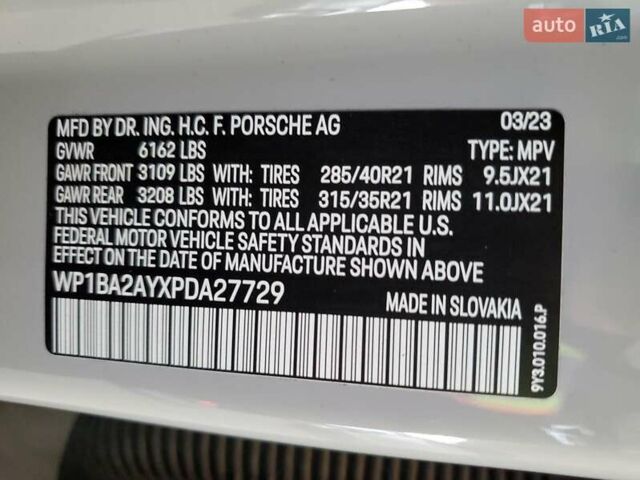 auto RIA.com
MFD BY DR. ING. H.C. F. PORSCHE AG 03/23
GVWR 6162 LBS TYPE: MPV
GAWR FRONT 3109 LBS WITH: TIRES 285/40R21 RIMS 9.5JX21
GAWR REAR 3208 LBS WITH: TIRES 315/35R21 RIMS 11.0JX21
THIS VEHICLE CONFORMS TO ALL APPLICABLE U.S.
FEDERAL MOTOR VEHICLE SAFETY STANDARDS IN
EFFECT ON THE DATE OF MANUFACTURE SHOWN ABOVE
WP1BA2AYXPDA27729 MADE IN SLOVAKIA
9Y3.010.016.P